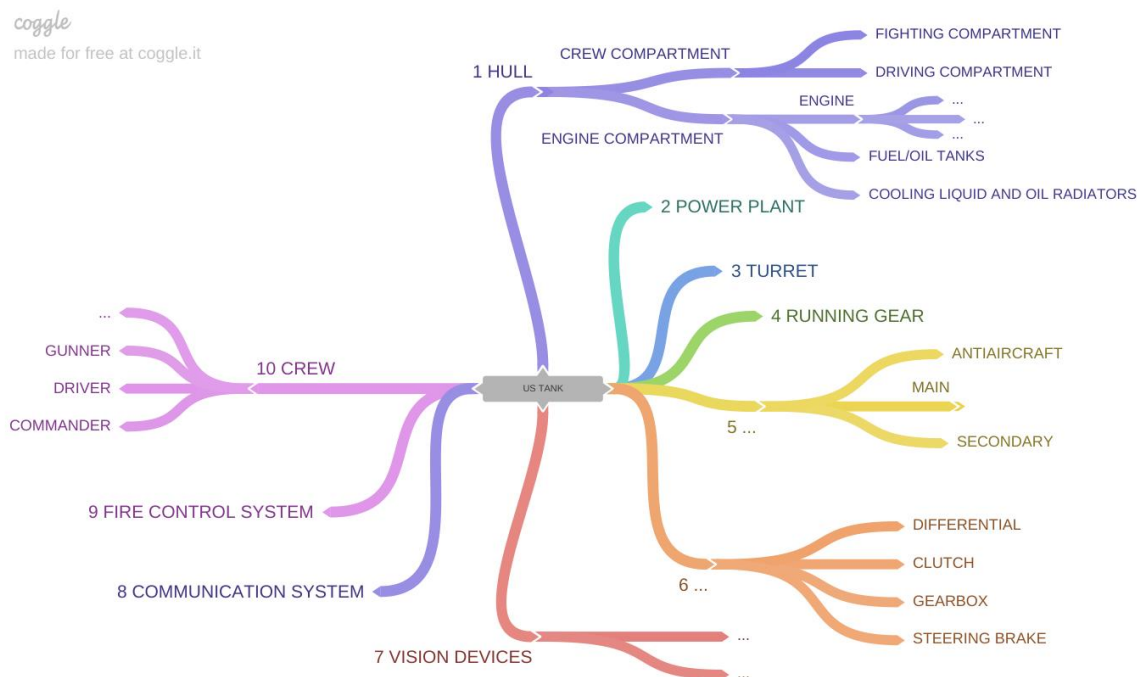 coggle
made for free at coggle.it
1 HULL
CREW COMPARTMENT
FIGHTING COMPARTMENT
DRIVING COMPARTMENT
ENGINE COMPARTMENT
ENGINE
...
...
...
FUEL/OIL TANKS
COOLING LIQUID AND OIL RADIATORS
2 POWER PLANT
3 TURRET
4 RUNNING GEAR
US TANK
5 ...
ANTIAIRCRAFT
MAIN
SECONDARY
6 ...
DIFFERENTIAL
CLUTCH
GEARBOX
STEERING BRAKE
7 VISION DEVICES
...
...
8 COMMUNICATION SYSTEM
9 FIRE CONTROL SYSTEM
10 CREW
...
GUNNER
DRIVER
COMMANDER